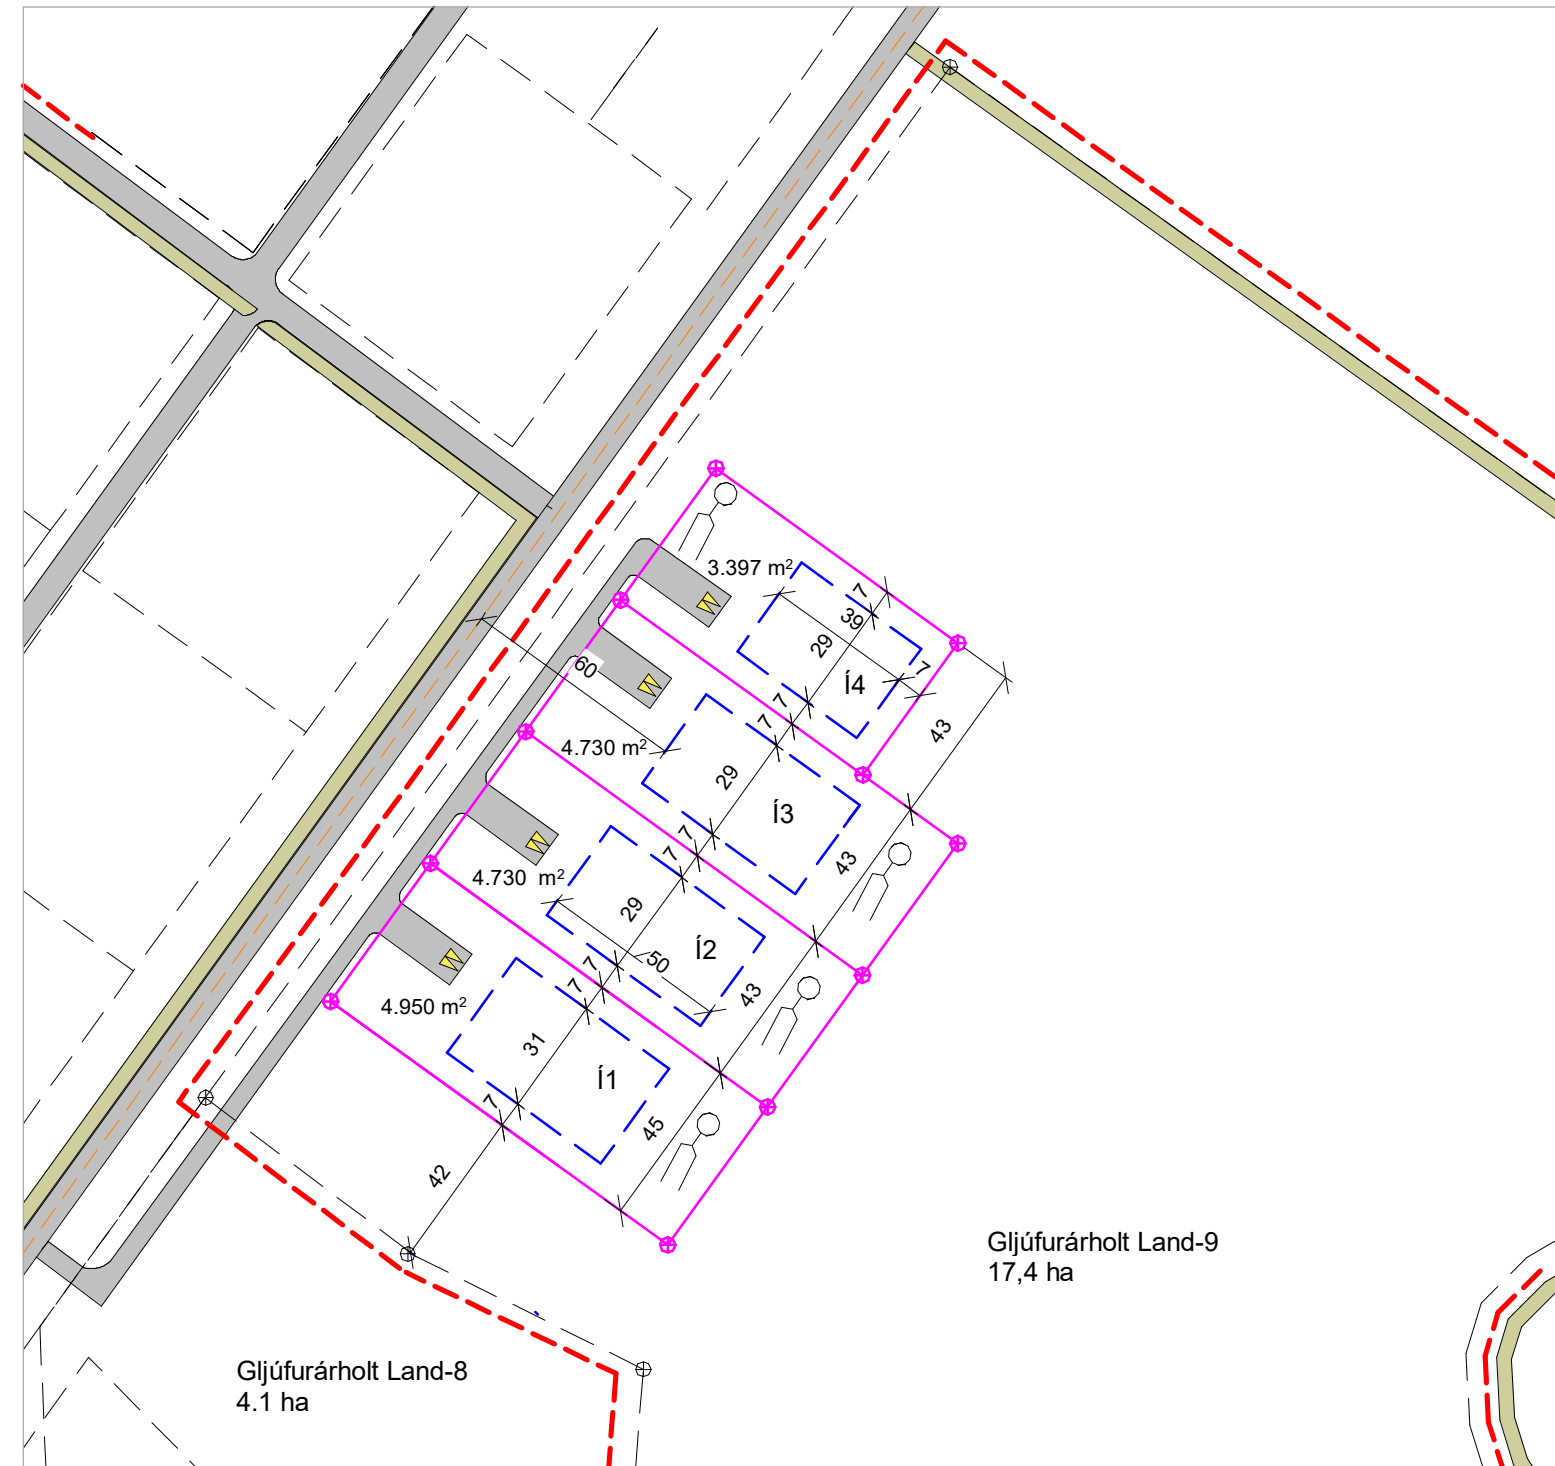 3.397 m²
7
39
29
7
Í4
7
43
60
7
4.730 m²
29
Í3
7
43
7
4.730 m²
29
Í2
50
7
43
7
4.950 m²
31
Í1
7
45
42
Gljúfurárholt Land-9
17,4 ha
Gljúfurárholt Land-8
4.1 ha